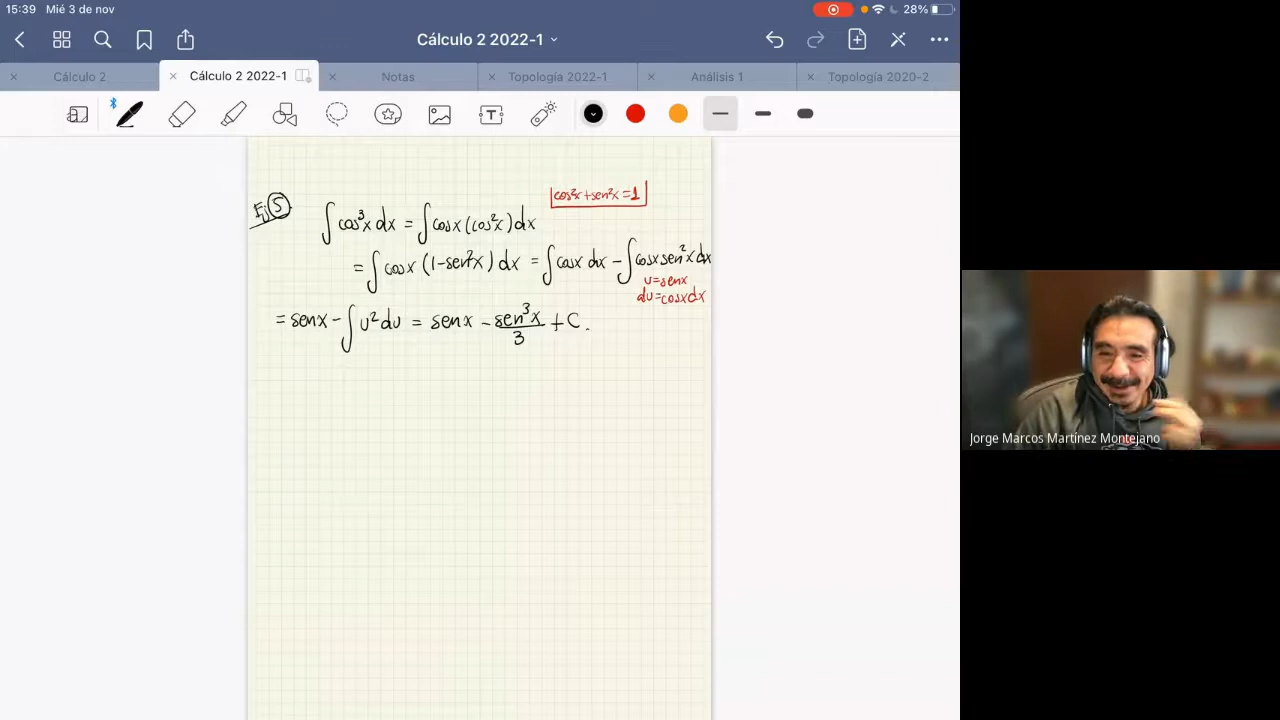 15:39 Mié 3 de nov
28%
Cálculo 2 2022-1
Cálculo 2
Cálculo 2 2022-1
Notas
Topología 2022-1
Análisis 1
Topología 2020-2
T
cos²x + sen²x = 1
Ej 5
∫ cos³x dx = ∫ cosx (cos²x) dx
= ∫ cosx (1-sen²x) dx = ∫ cosx dx - ∫ cosx sen²x dx
u = senx
du = cosx dx
= senx - ∫ u² du = senx - sen³x/3 + C.
Jorge Marcos Martínez Montejano